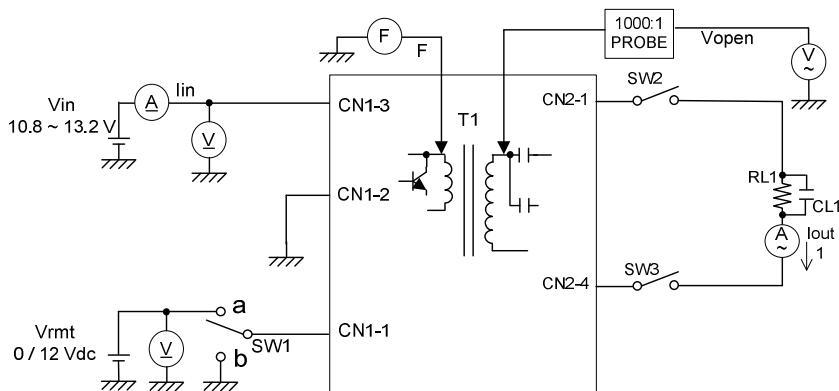 1000:1
PROBE
F
F
Vopen
V
~
SW2
Vin
10.8 ~ 13.2 V
A
Iin
CN1-3
CN2-1
T1
V
RL1
CL1
CN1-2
A
~
Iout
1
SW3
CN2-4
a
Vrmt
0 / 12 Vdc
V
SW1
CN1-1
b